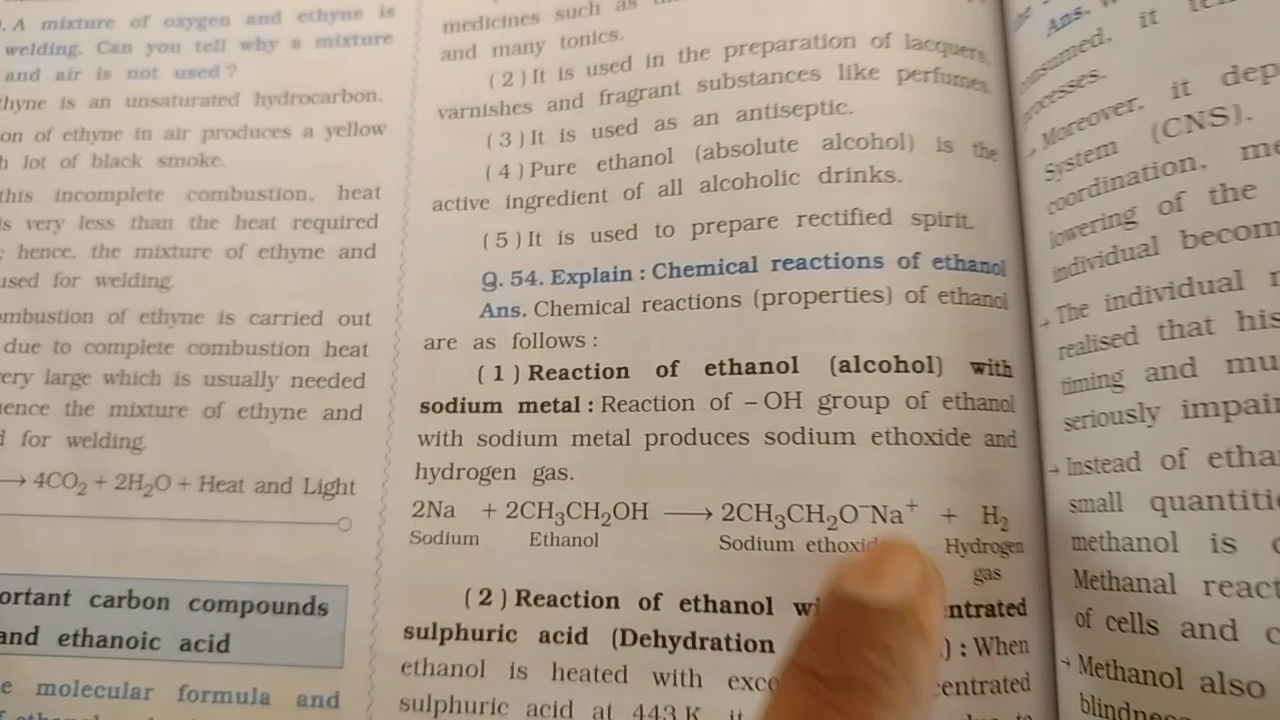 . A mixture of oxygen and ethyne is
welding. Can you tell why a mixture
and air is not used?
thyne is an unsaturated hydrocarbon.
on of ethyne in air produces a yellow
h lot of black smoke.
this incomplete combustion, heat
is very less than the heat required
; hence, the mixture of ethyne and
used for welding.
ombustion of ethyne is carried out
due to complete combustion heat
ery large which is usually needed
hence the mixture of ethyne and
d for welding.
⟶ 4CO₂ + 2H₂O + Heat and Light
ortant carbon compounds
and ethanoic acid
e molecular formula and
medicines such as
and many tonics.
(2) It is used in the preparation of lacquers,
varnishes and fragrant substances like perfumes.
(3) It is used as an antiseptic.
(4) Pure ethanol (absolute alcohol) is the
active ingredient of all alcoholic drinks.
(5) It is used to prepare rectified spirit.
Q. 54. Explain : Chemical reactions of ethanol
Ans. Chemical reactions (properties) of ethanol
are as follows :
(1) Reaction of ethanol (alcohol) with
sodium metal : Reaction of – OH group of ethanol
with sodium metal produces sodium ethoxide and
hydrogen gas.
2Na + 2CH₃CH₂OH ⟶ 2CH₃CH₂O⁻Na⁺ + H₂
Sodium Ethanol Sodium ethoxid Hydrogen
gas
(2) Reaction of ethanol wi ntrated
sulphuric acid (Dehydration ) : When
ethanol is heated with exce centrated
sulphuric acid at 443 K, it
Ans.
onsumed, it
rocesses.
→ Moreover, it dep
System (CNS).
coordination, me
lowering of the
individual becom
→ The individual
realised that his
timing and mu
seriously impair
→ Instead of etha
small quantiti
methanol is
Methanal react
of cells and c
→ Methanol also
blindness